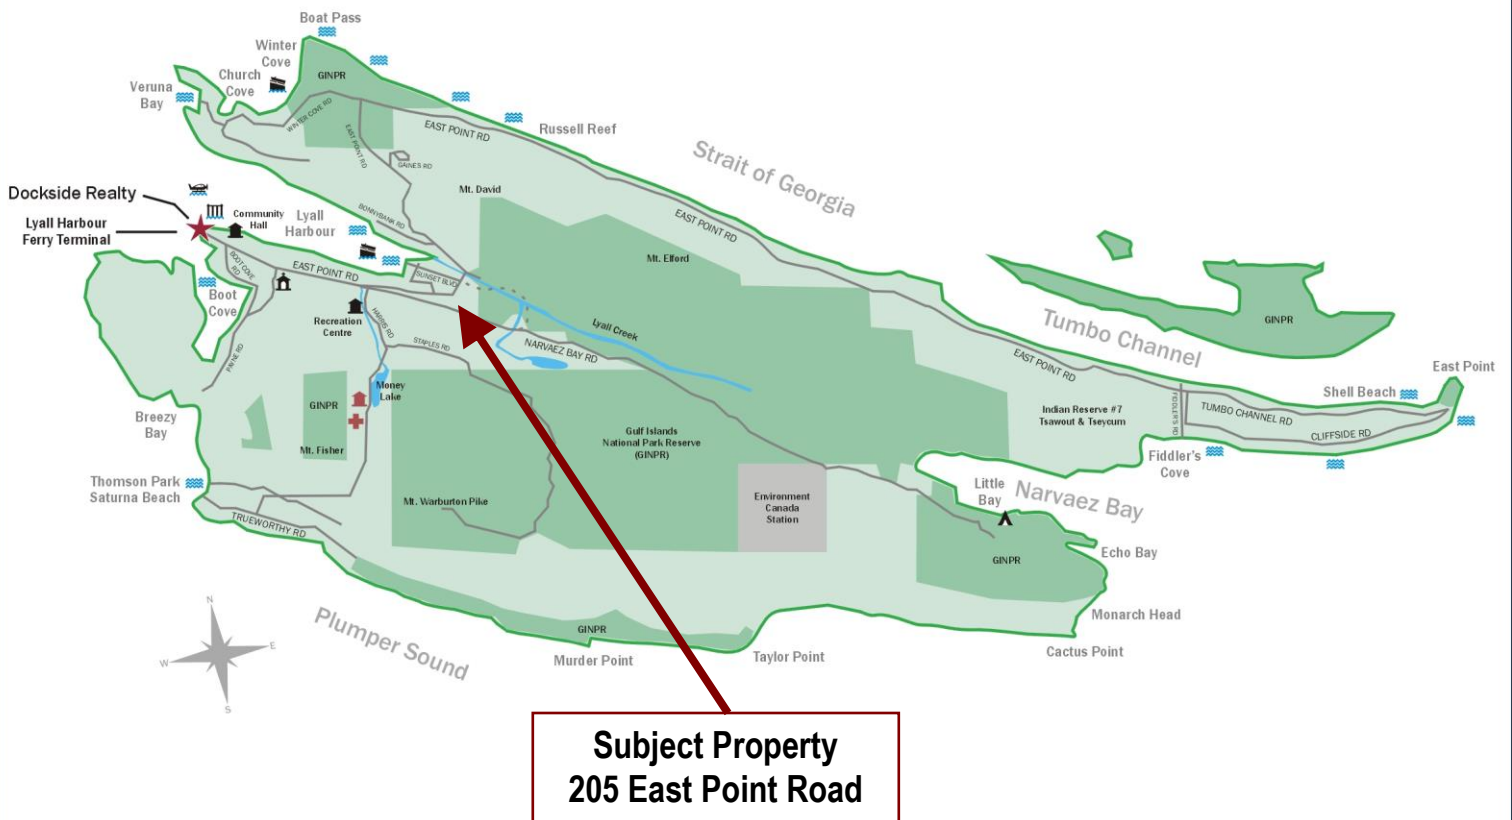 Boat Pass
Winter
Cove
Church
Cove
GINPR
Veruna
Bay
WINTER COVE RD
EAST POINT RD
EAST POINT RD
Russell Reef
GAINES RD
Strait of Georgia
Mt. David
Dockside Realty
Lyall Harbour
Ferry Terminal
Community
Hall
Lyall
Harbour
BONNYBANK RD
EAST POINT RD
Mt. Elford
BOOT COVE
RD
EAST POINT RD
SUNSET BLVD
Boot
Cove
Recreation
Centre
HARRIS RD
STAPLES RD
Lyall Creek
NARVAEZ BAY RD
PAYNE RD
GINPR
Tumbo Channel
EAST POINT RD
East Point
Shell Beach
Money
Lake
GINPR
Breezy
Bay
Mt. Fisher
Gulf Islands
National Park Reserve
(GINPR)
Indian Reserve #7
Tsawout & Tseycum
FIDDLER'S RD
TUMBO CHANNEL RD
CLIFFSIDE RD
Fiddler's
Cove
Thomson Park
Saturna Beach
Mt. Warburton Pike
Environment
Canada
Station
Little
Bay
Narvaez Bay
TRUEWORTHY RD
Echo Bay
GINPR
Monarch Head
Cactus Point
N
W
E
S
Plumper Sound
GINPR
Murder Point
Taylor Point
Subject Property
205 East Point Road